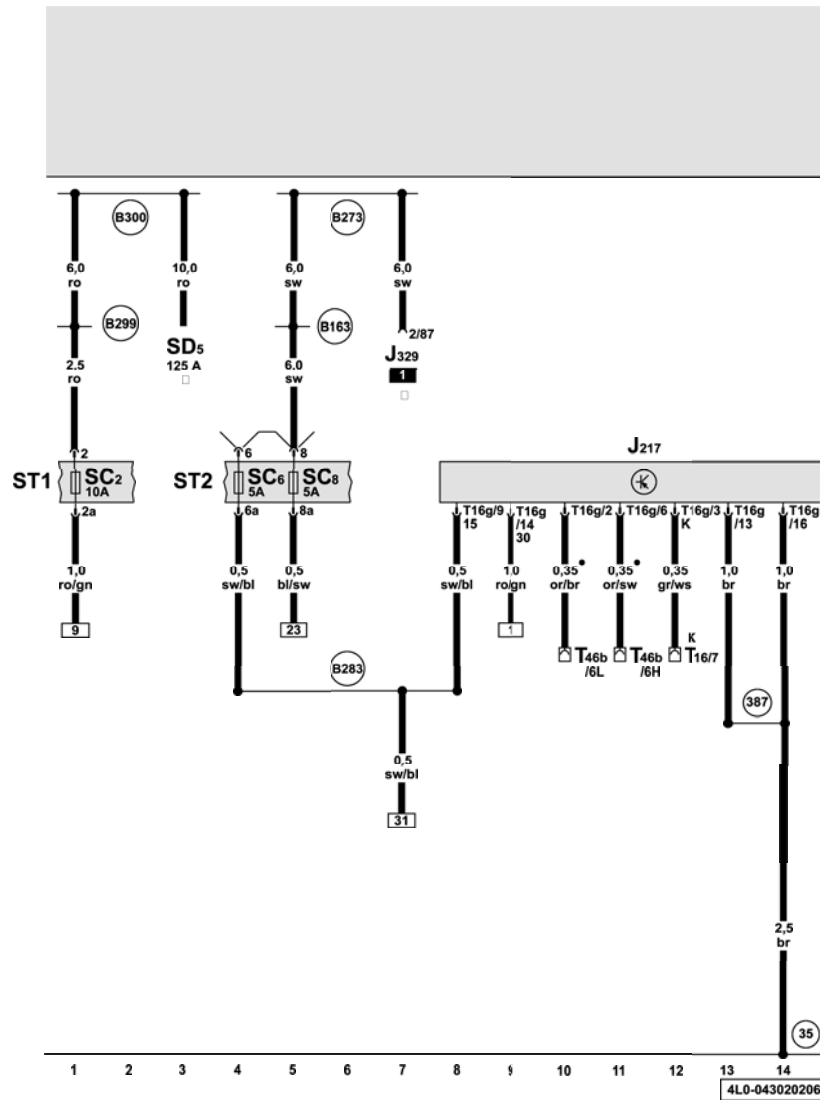 B300 B273
6,0 ro 10,0 ro 6,0 sw 6,0 sw
B299 B163 2/87
SD5 J329
125 A 1
2.5 ro 6.0 sw
J217
2 6 8
ST1 SC2 10A ST2 SC6 5A SC8 5A
2a 6a 8a T16g/9 15 T16g/14 30 T16g/2 T16g/6 T16g/3 K T16g/13 T16g/16
1,0 ro/gn 0,5 sw/bl 0,5 bl/sw 0,5 sw/bl 1,0 ro/gn 0,35 or/br 0,35 or/sw 0,35 gr/ws 1,0 br 1,0 br
9 23 1 K
T46b/6L T46b/6H T16/7
B283
387
0,5 sw/bl
31
2,5 br
35
1 2 3 4 5 6 7 8 9 10 11 12 13 14
4L0-043020206